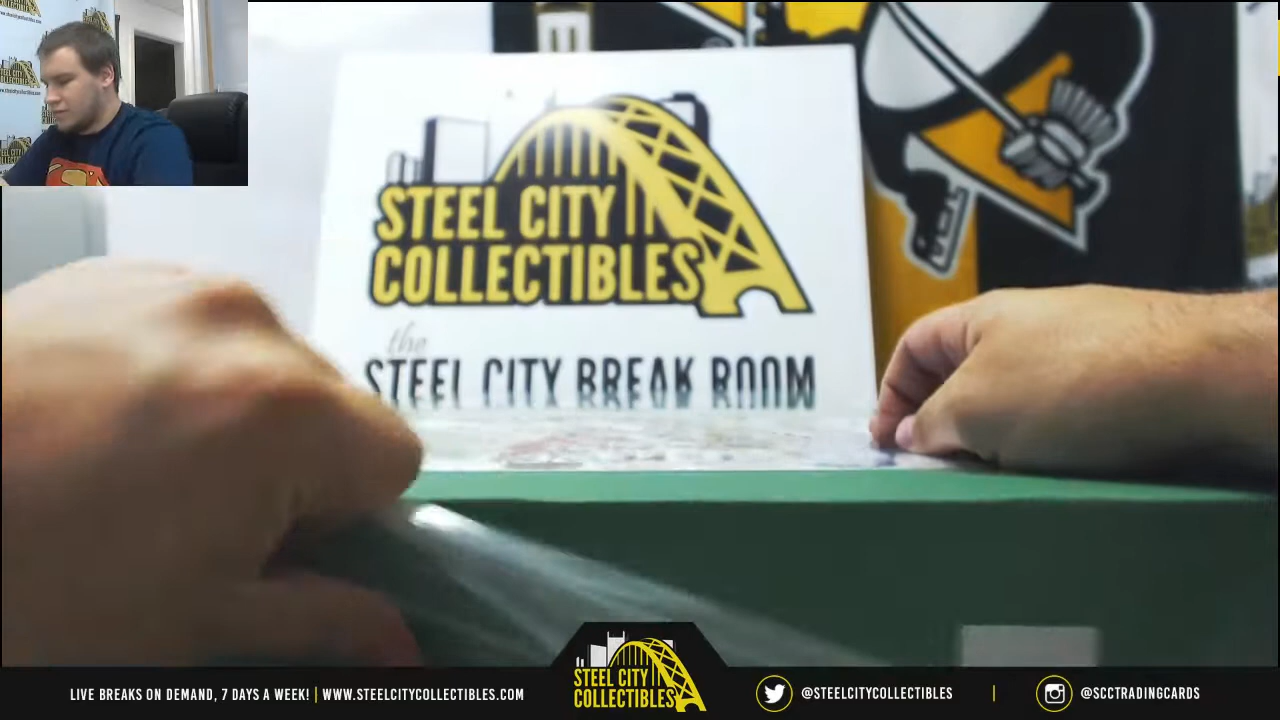 STEEL CITY
COLLECTIBLES
the
STEEL CITY BREAK ROOM
LIVE BREAKS ON DEMAND, 7 DAYS A WEEK! | WWW.STEELCITYCOLLECTIBLES.COM
STEEL CITY
COLLECTIBLES
@STEELCITYCOLLECTIBLES
@SCCTRADINGCARDS